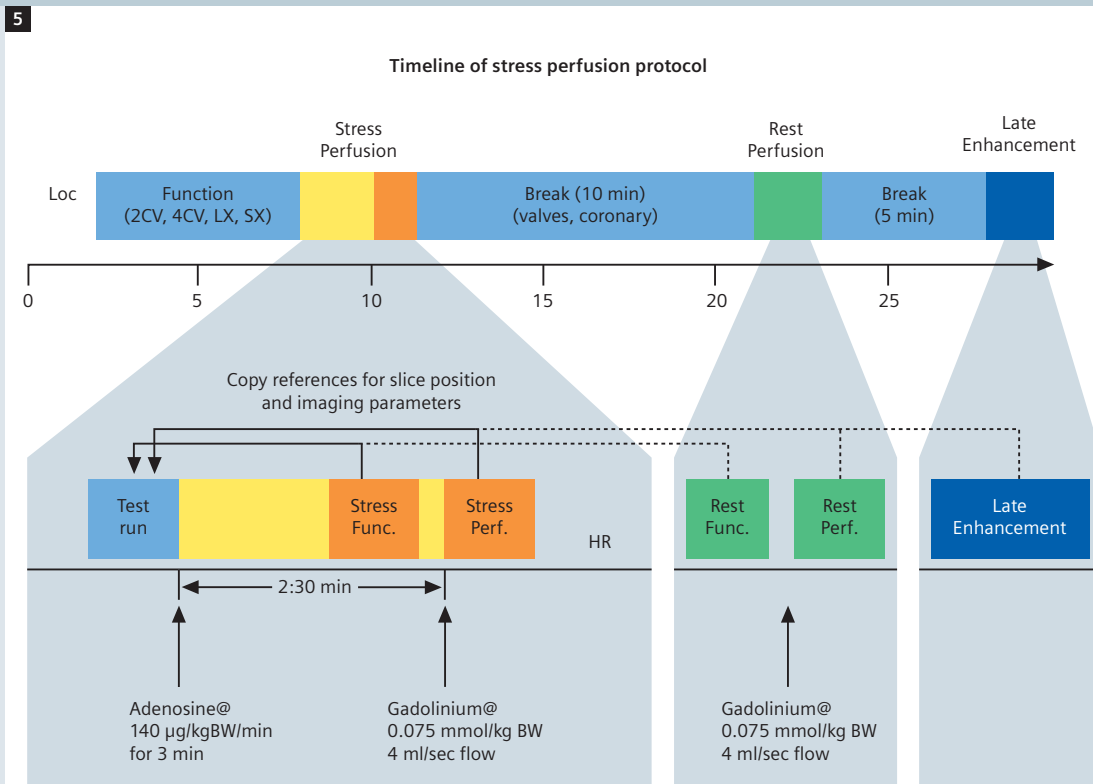 5
Timeline of stress perfusion protocol
Stress
Perfusion
Rest
Perfusion
Late
Enhancement
Loc
Function
(2CV, 4CV, LX, SX)
Break (10 min)
(valves, coronary)
Break
(5 min)
0
5
10
15
20
25
Copy references for slice position
and imaging parameters
Test
run
Stress
Func.
Stress
Perf.
HR
Rest
Func.
Rest
Perf.
Late
Enhancement
2:30 min
Adenosine@
140 µg/kgBW/min
for 3 min
Gadolinium@
0.075 mmol/kg BW
4 ml/sec flow
Gadolinium@
0.075 mmol/kg BW
4 ml/sec flow